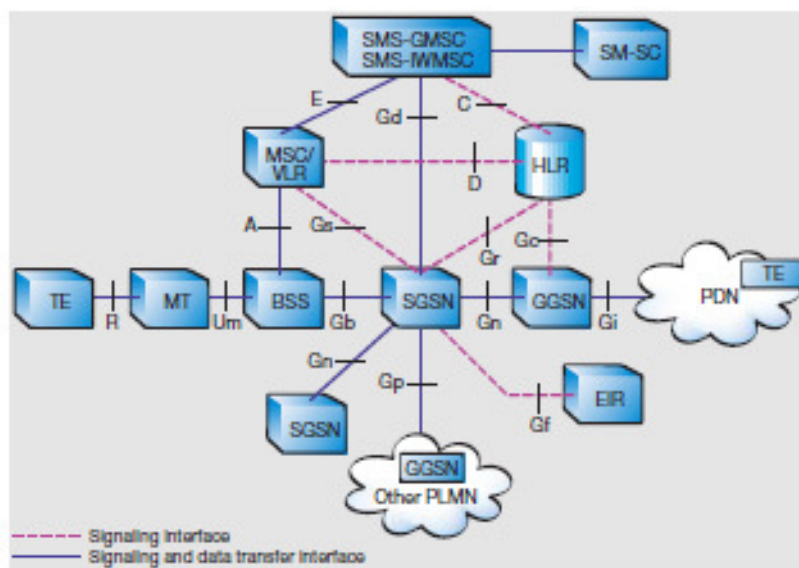 SMS-GMSC
SMS-IWMSC
SM-SC
E
Gd
C
MSC/
VLR
D
HLR
A
Gs
Gr
Gc
TE
R
MT
Um
BSS
Gb
SGSN
Gn
GGSN
Gi
PDN
TE
Gn
Gp
SGSN
Gf
EIR
GGSN
Other PLMN
Signaling interface
Signaling and data transfer interface